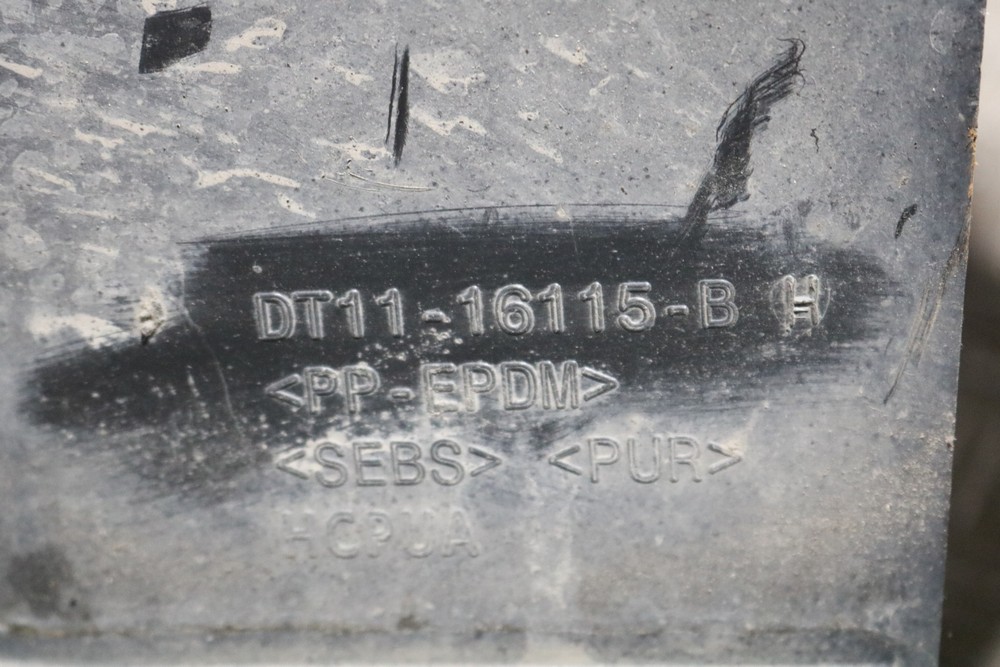 DT11-16115-B H
<PP-EPDM>
<SEBS> <PUR>
HCPUA